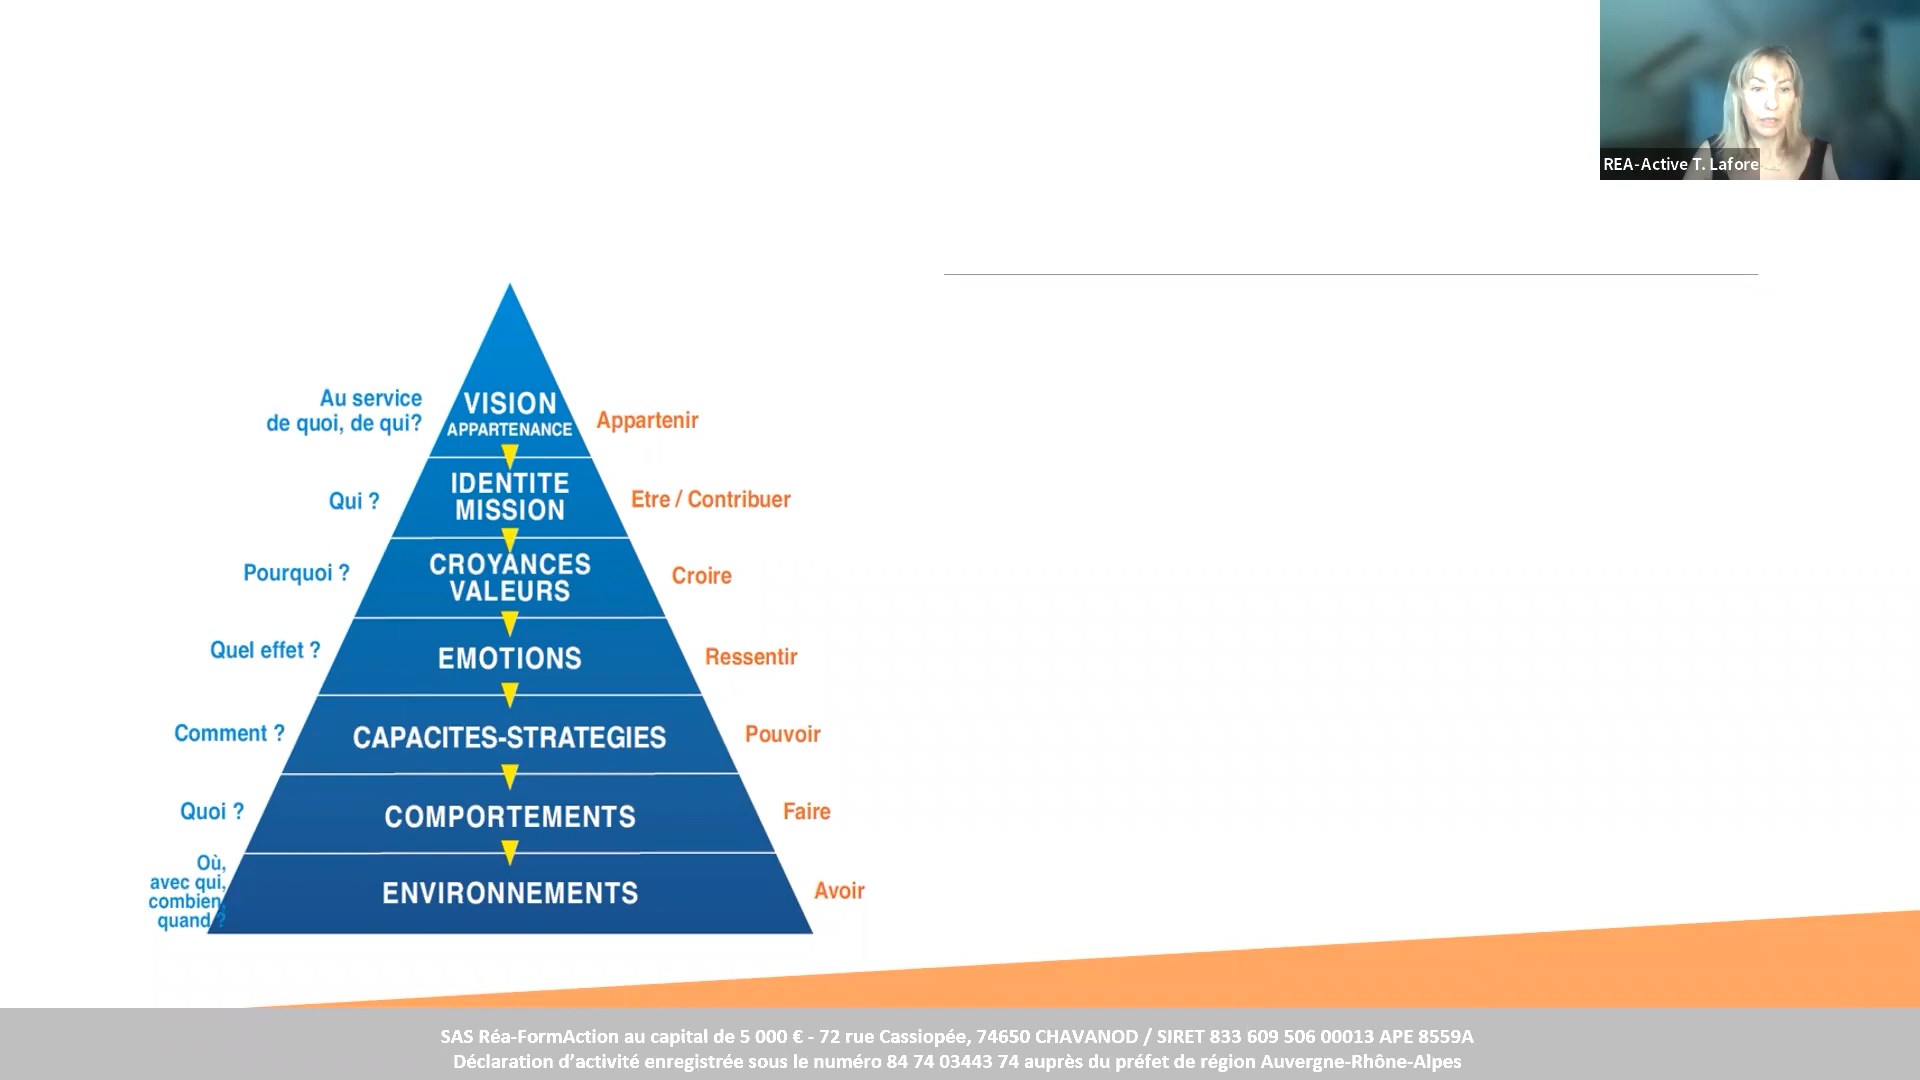 REA-Active T. Lafore
Au service
de quoi, de qui?
VISION
APPARTENANCE
Appartenir
Qui ?
IDENTITE
MISSION
Etre / Contribuer
Pourquoi ?
CROYANCES
VALEURS
Croire
Quel effet ?
EMOTIONS
Ressentir
Comment ?
CAPACITES-STRATEGIES
Pouvoir
Quoi ?
COMPORTEMENTS
Faire
Où,
avec qui,
combien,
quand ?
ENVIRONNEMENTS
Avoir
SAS Réa-FormAction au capital de 5 000 € - 72 rue Cassiopée, 74650 CHAVANOD / SIRET 833 609 506 00013 APE 8559A
Déclaration d’activité enregistrée sous le numéro 84 74 03443 74 auprès du préfet de région Auvergne-Rhône-Alpes